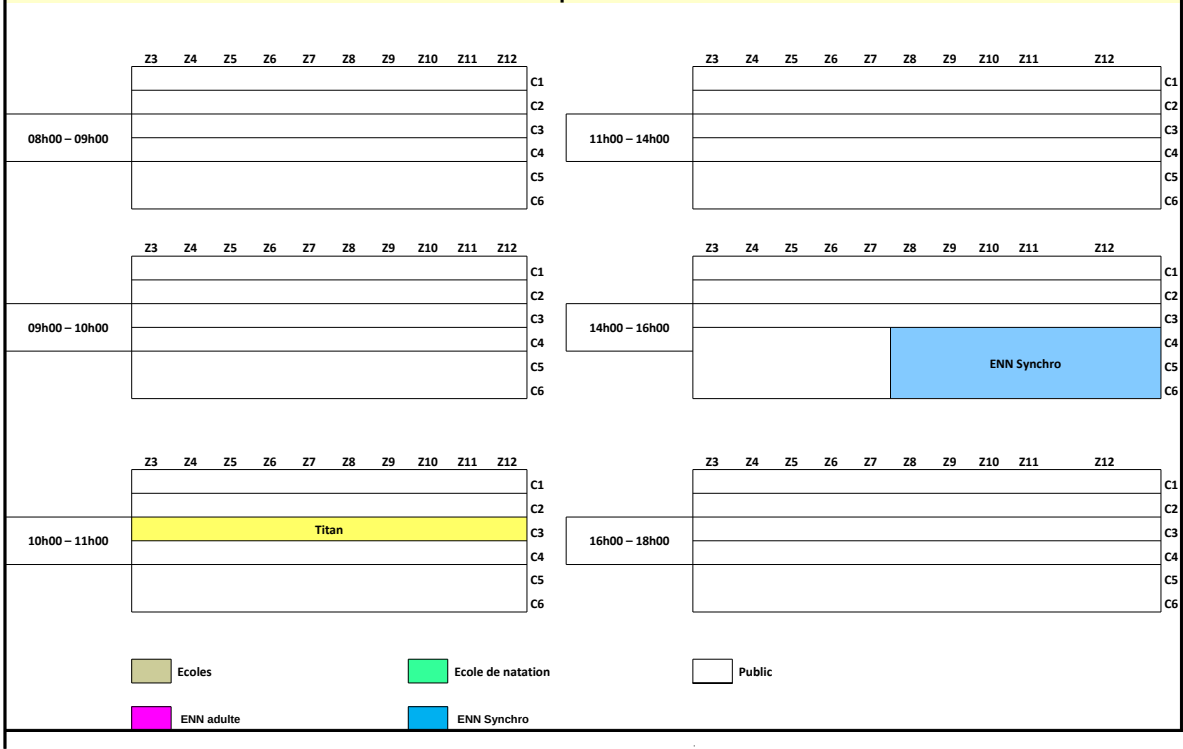 Z3 Z4 Z5 Z6 Z7 Z8 Z9 Z10 Z11 Z12
C1
C2
08h00 – 09h00
C3
C4
C5
C6
Z3 Z4 Z5 Z6 Z7 Z8 Z9 Z10 Z11 Z12
C1
C2
11h00 – 14h00
C3
C4
C5
C6
Z3 Z4 Z5 Z6 Z7 Z8 Z9 Z10 Z11 Z12
C1
C2
09h00 – 10h00
C3
C4
C5
C6
Z3 Z4 Z5 Z6 Z7 Z8 Z9 Z10 Z11 Z12
C1
C2
14h00 – 16h00
C3
C4
ENN Synchro
C5
C6
Z3 Z4 Z5 Z6 Z7 Z8 Z9 Z10 Z11 Z12
C1
C2
10h00 – 11h00
Titan
C3
C4
C5
C6
Z3 Z4 Z5 Z6 Z7 Z8 Z9 Z10 Z11 Z12
C1
C2
16h00 – 18h00
C3
C4
C5
C6
Ecoles
Ecole de natation
Public
ENN adulte
ENN Synchro